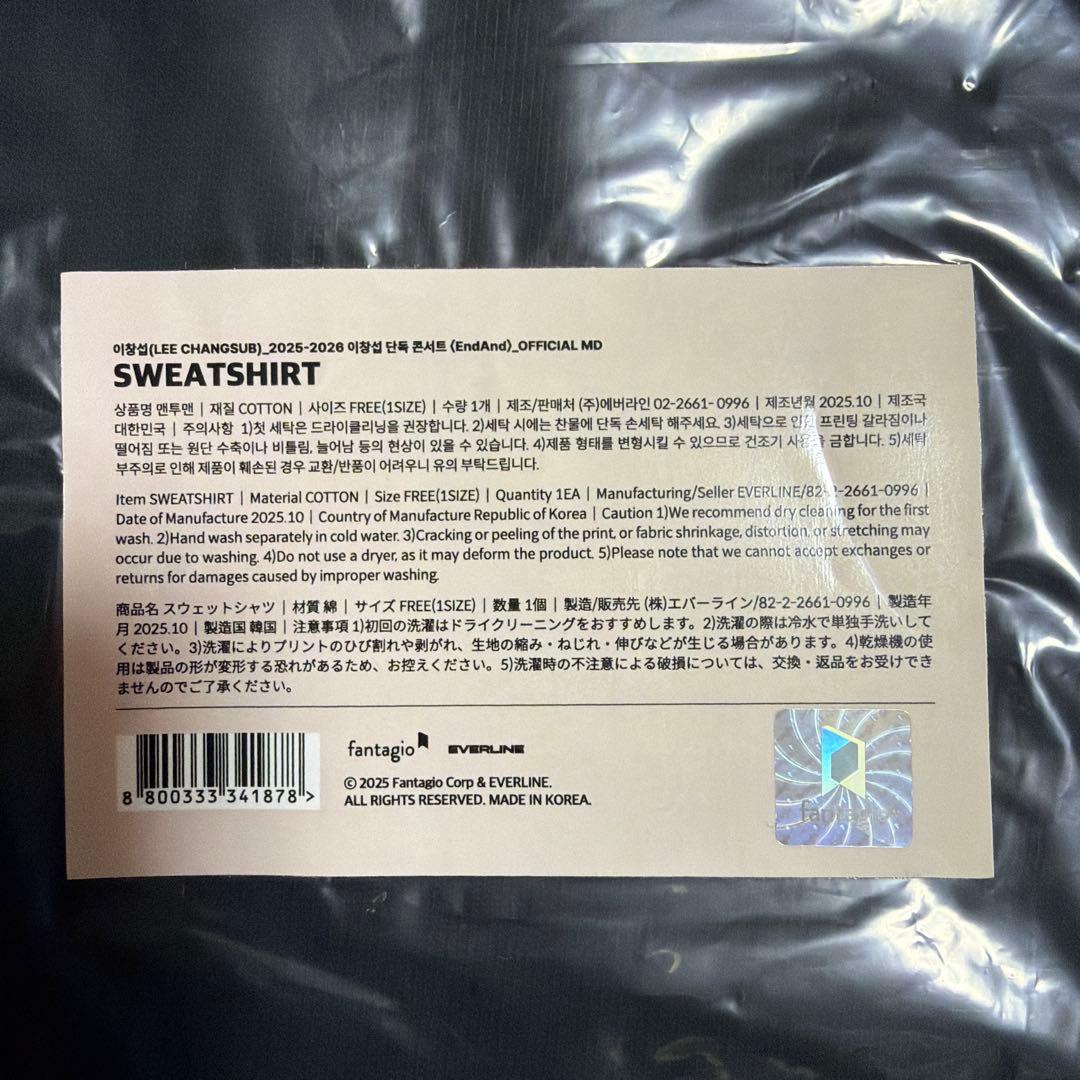 이창섭(LEE CHANGSUB)_2025-2026 이창섭 단독 콘서트 〈EndAnd〉_OFFICIAL MD
SWEATSHIRT
상품명 맨투맨 | 재질 COTTON | 사이즈 FREE(1SIZE) | 수량 1개 | 제조/판매처 (주)에버라인 02-2661-0996 | 제조년월 2025.10 | 제조국
대한민국 | 주의사항 1)첫 세탁은 드라이클리닝을 권장합니다. 2)세탁 시에는 찬물에 단독 손세탁 해주세요. 3)세탁으로 인한 프린팅 갈라짐이나
떨어짐 또는 원단 수축이나 비틀림, 늘어남 등의 현상이 있을 수 있습니다. 4)제품 형태를 변형시킬 수 있으므로 건조기 사용을 금합니다. 5)세탁
부주의로 인해 제품이 훼손된 경우 교환/반품이 어려우니 유의 부탁드립니다.
Item SWEATSHIRT | Material COTTON | Size FREE(1SIZE) | Quantity 1EA | Manufacturing/Seller EVERLINE/82-2-2661-0996 |
Date of Manufacture 2025.10 | Country of Manufacture Republic of Korea | Caution 1)We recommend dry cleaning for the first
wash. 2)Hand wash separately in cold water. 3)Cracking or peeling of the print, or fabric shrinkage, distortion, or stretching may
occur due to washing. 4)Do not use a dryer, as it may deform the product. 5)Please note that we cannot accept exchanges or
returns for damages caused by improper washing.
商品名 スウェットシャツ | 材質 綿 | サイズ FREE(1SIZE) | 数量 1個 | 製造/販売先 (株)エバーライン/82-2-2661-0996 | 製造年
月 2025.10 | 製造国 韓国 | 注意事項 1)初回の洗濯はドライクリーニングをおすすめします。2)洗濯の際は冷水で単独手洗いして
ください。3)洗濯によりプリントのひび割れや剥がれ、生地の縮み・ねじれ・伸びなどが生じる場合があります。4)乾燥機の使
用は製品の形が変形する恐れがあるため、お控えください。5)洗濯時の不注意による破損については、交換・返品をお受けでき
ませんのでご了承ください。
fantagio EVERLINE
© 2025 Fantagio Corp & EVERLINE.
ALL RIGHTS RESERVED. MADE IN KOREA.
8 800333 341878 >
fantagio